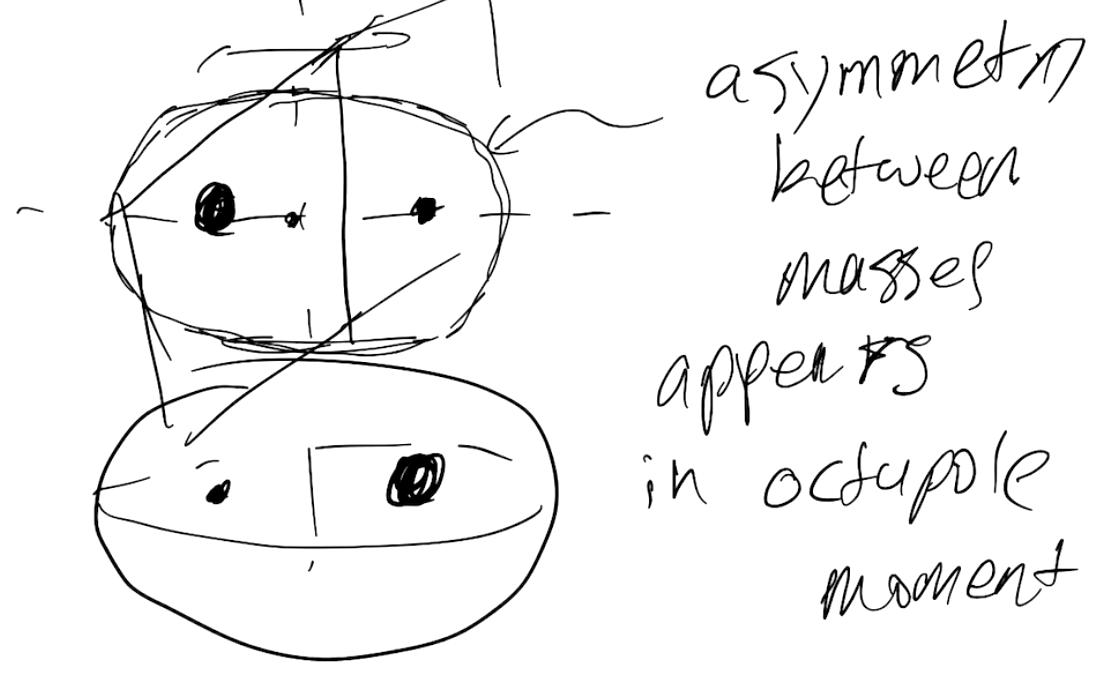 asymmetry
between
masses
appears
in octupole
moment